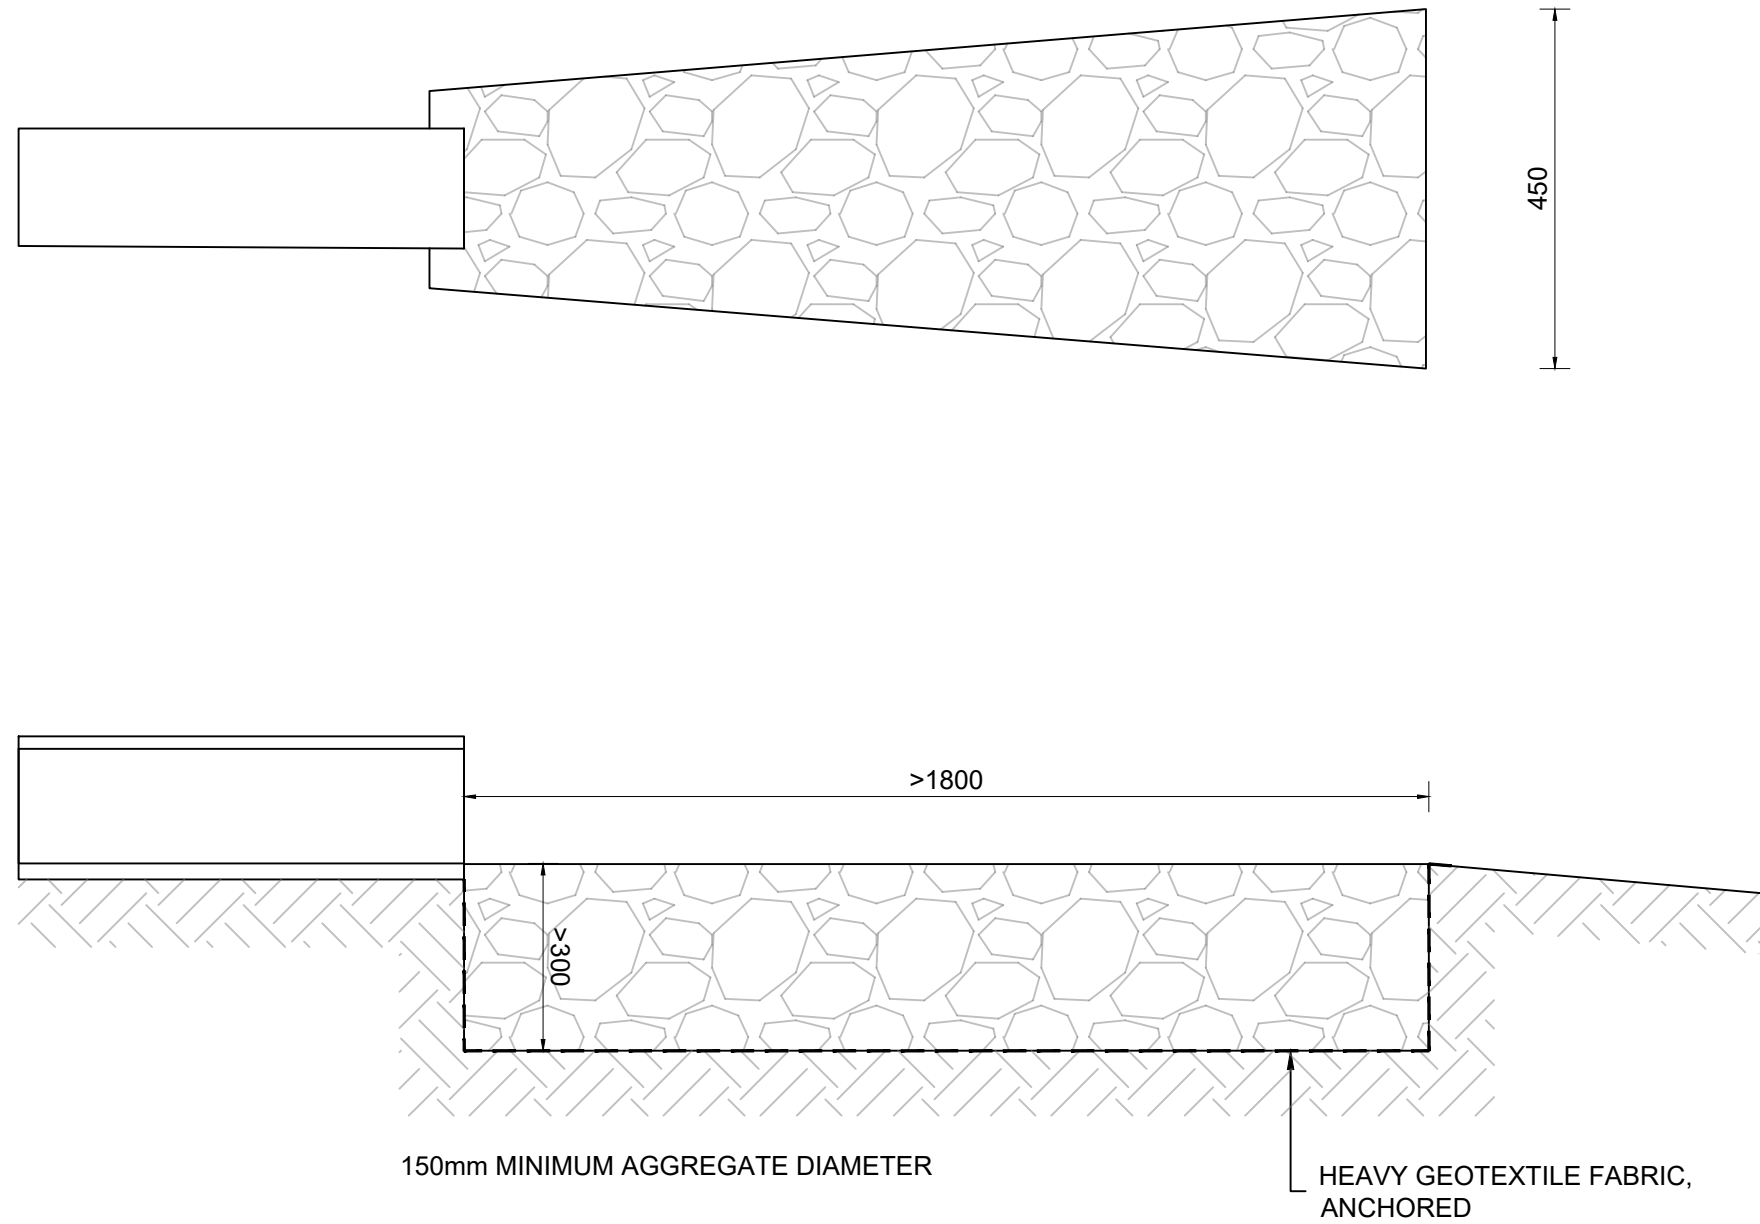 450
>1800
>300
150mm MINIMUM AGGREGATE DIAMETER
HEAVY GEOTEXTILE FABRIC,
ANCHORED